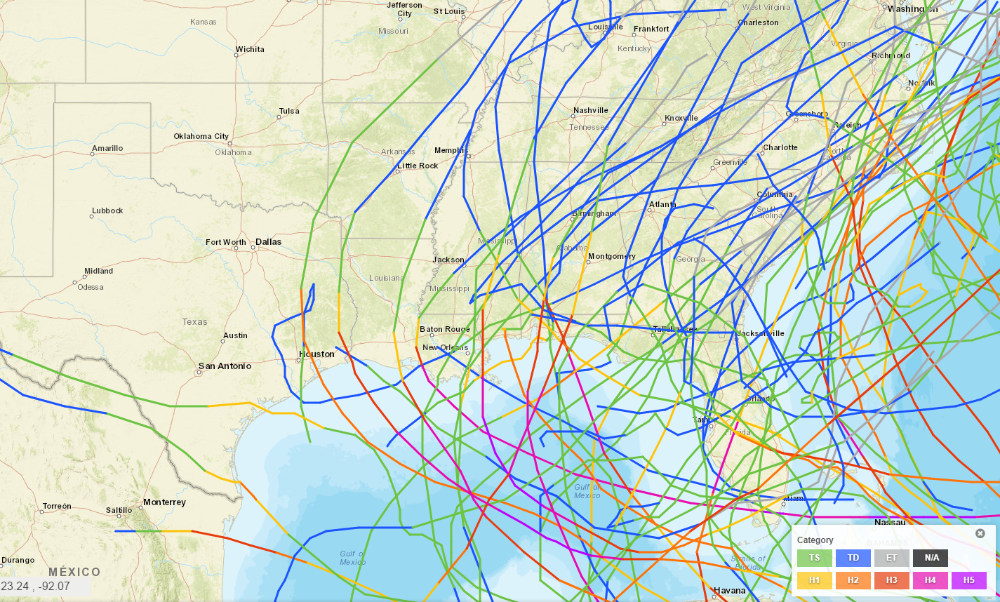 Jefferson
City
St Louis
West Virginia
Washington
Kansas
Missouri
Louisville
Frankfort
Charleston
Wichita
Kentucky
Virginia
Richmond
Norfolk
Tulsa
Nashville
Knoxville
Greensboro
Raleigh
Oklahoma City
Tennessee
Amarillo
Oklahoma
Arkansas
Memphis
Charlotte
North
Carolina
Little Rock
Greenville
Columbia
Lubbock
Birmingham
Atlanta
South
Carolina
Fort Worth
Dallas
Mississippi
Alabama
Jackson
Montgomery
Georgia
Midland
Louisiana
Odessa
Mississippi
Texas
Baton Rouge
Tallahassee
Jacksonville
Austin
New Orleans
Houston
San Antonio
Orlando
Tampa
Florida
Gulf of
Mexico
Torreón
Monterrey
Saltillo
Miami
Nassau
Gulf of
Mexico
Durango
MÉXICO
Straits of
Florida
BAHAMAS
Havana
23.24 , -92.07
Category
TS TD ET N/A
H1 H2 H3 H4 H5